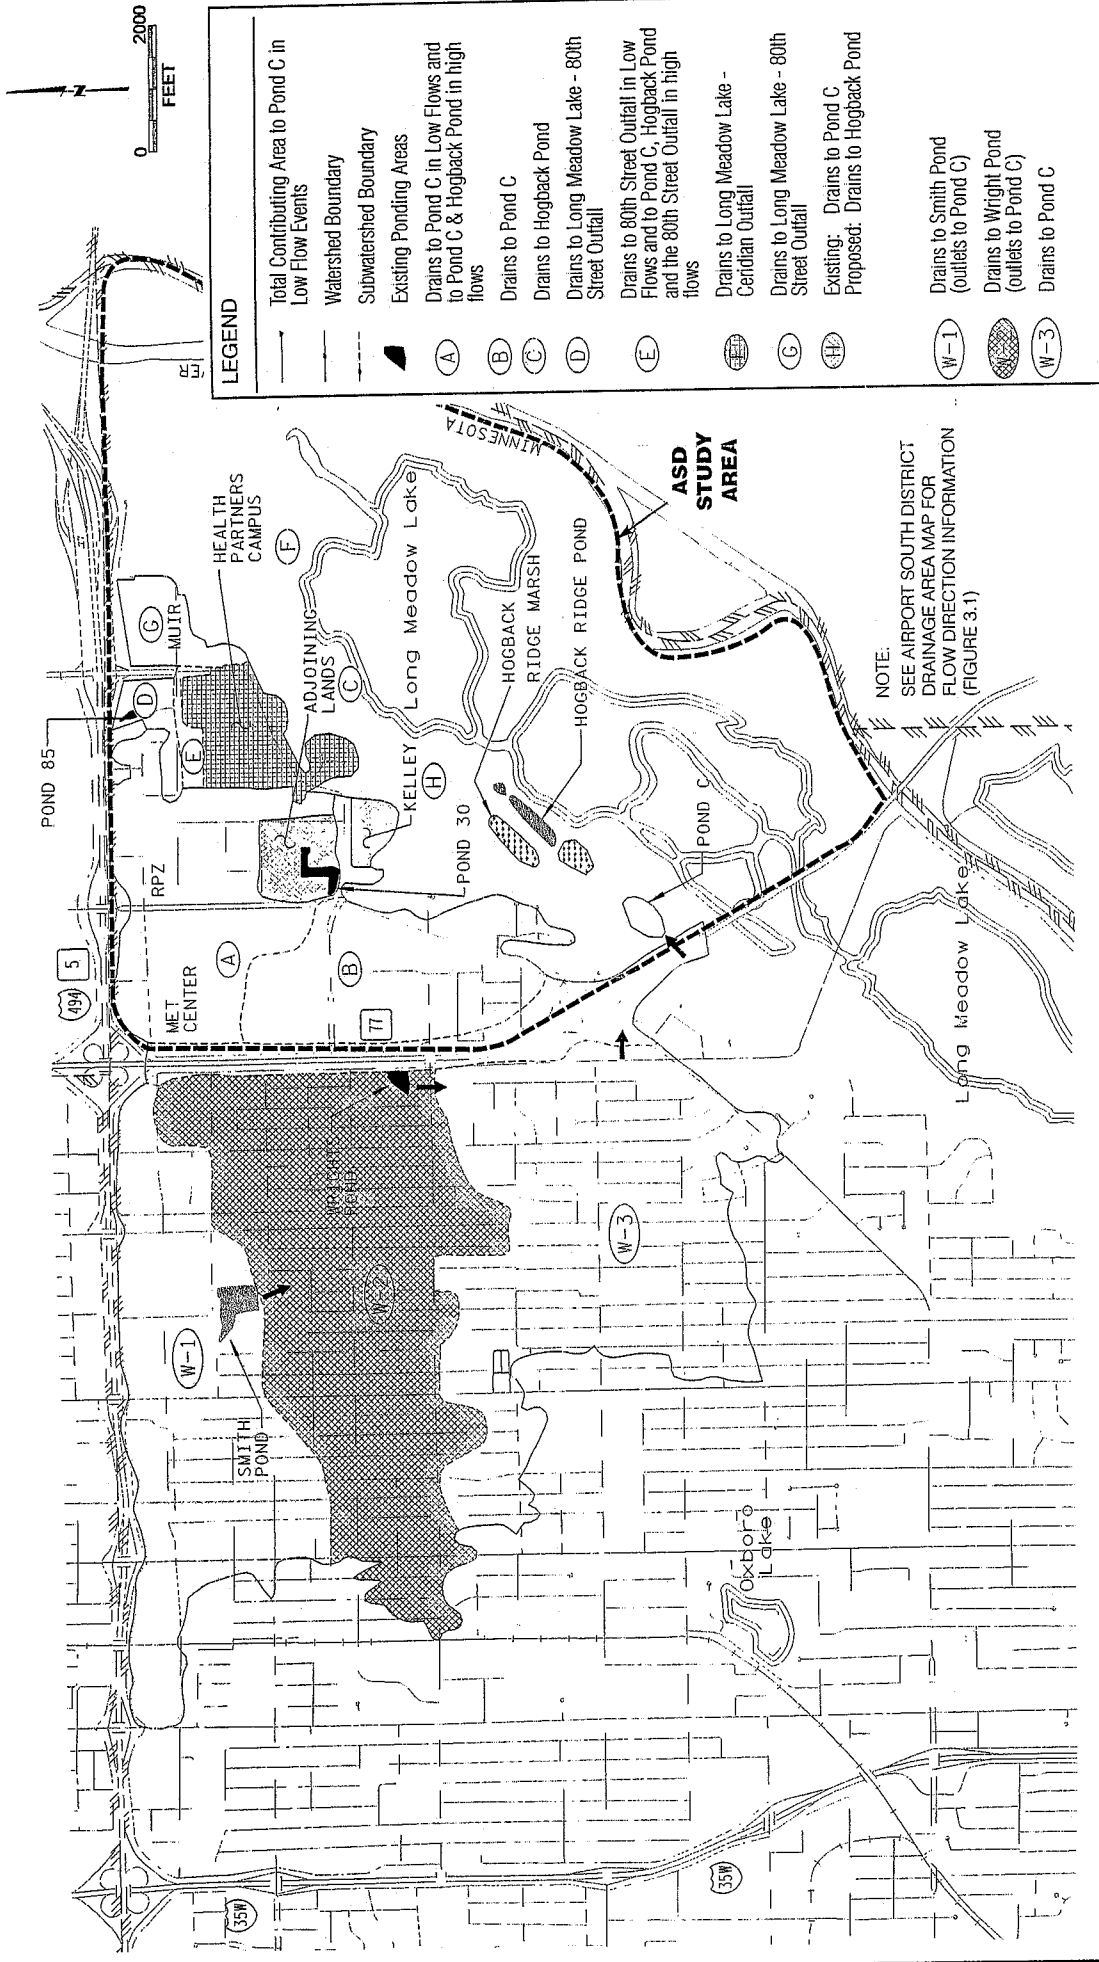 N
0 2000
FEET
LEGEND
Total Contributing Area to Pond C in
Low Flow Events
Watershed Boundary
Subwatershed Boundary
Existing Ponding Areas
A
Drains to Pond C in Low Flows and
to Pond C & Hogback Pond in high
flows
B
Drains to Pond C
C
Drains to Hogback Pond
D
Drains to Long Meadow Lake - 80th
Street Outfall
E
Drains to 80th Street Outfall in Low
Flows and to Pond C, Hogback Pond
and the 80th Street Outfall in high
flows
Drains to Long Meadow Lake -
Ceridian Outfall
G
Drains to Long Meadow Lake - 80th
Street Outfall
H
Existing: Drains to Pond C
Proposed: Drains to Hogback Pond
W-1
Drains to Smith Pond
(outlets to Pond C)
Drains to Wright Pond
(outlets to Pond C)
W-3
Drains to Pond C
494
5
POND 85
RPZ
MET
CENTER
77
A
B
D
E
G
MUIR
HEALTH
PARTNERS
CAMPUS
F
ADJOINING
LANDS
C
KELLEY
H
POND 30
HOGBACK
RIDGE MARSH
HOGBACK RIDGE POND
POND C
Long Meadow Lake
MINNESOTA
ER
ASD
STUDY
AREA
NOTE:
SEE AIRPORT SOUTH DISTRICT
DRAINAGE AREA MAP FOR
FLOW DIRECTION INFORMATION
(FIGURE 3.1)
Long Meadow Lake
WRIGHTS
POND
W-2
W-1
SMITH
POND
W-3
Oxboro
Lake
35W
35W